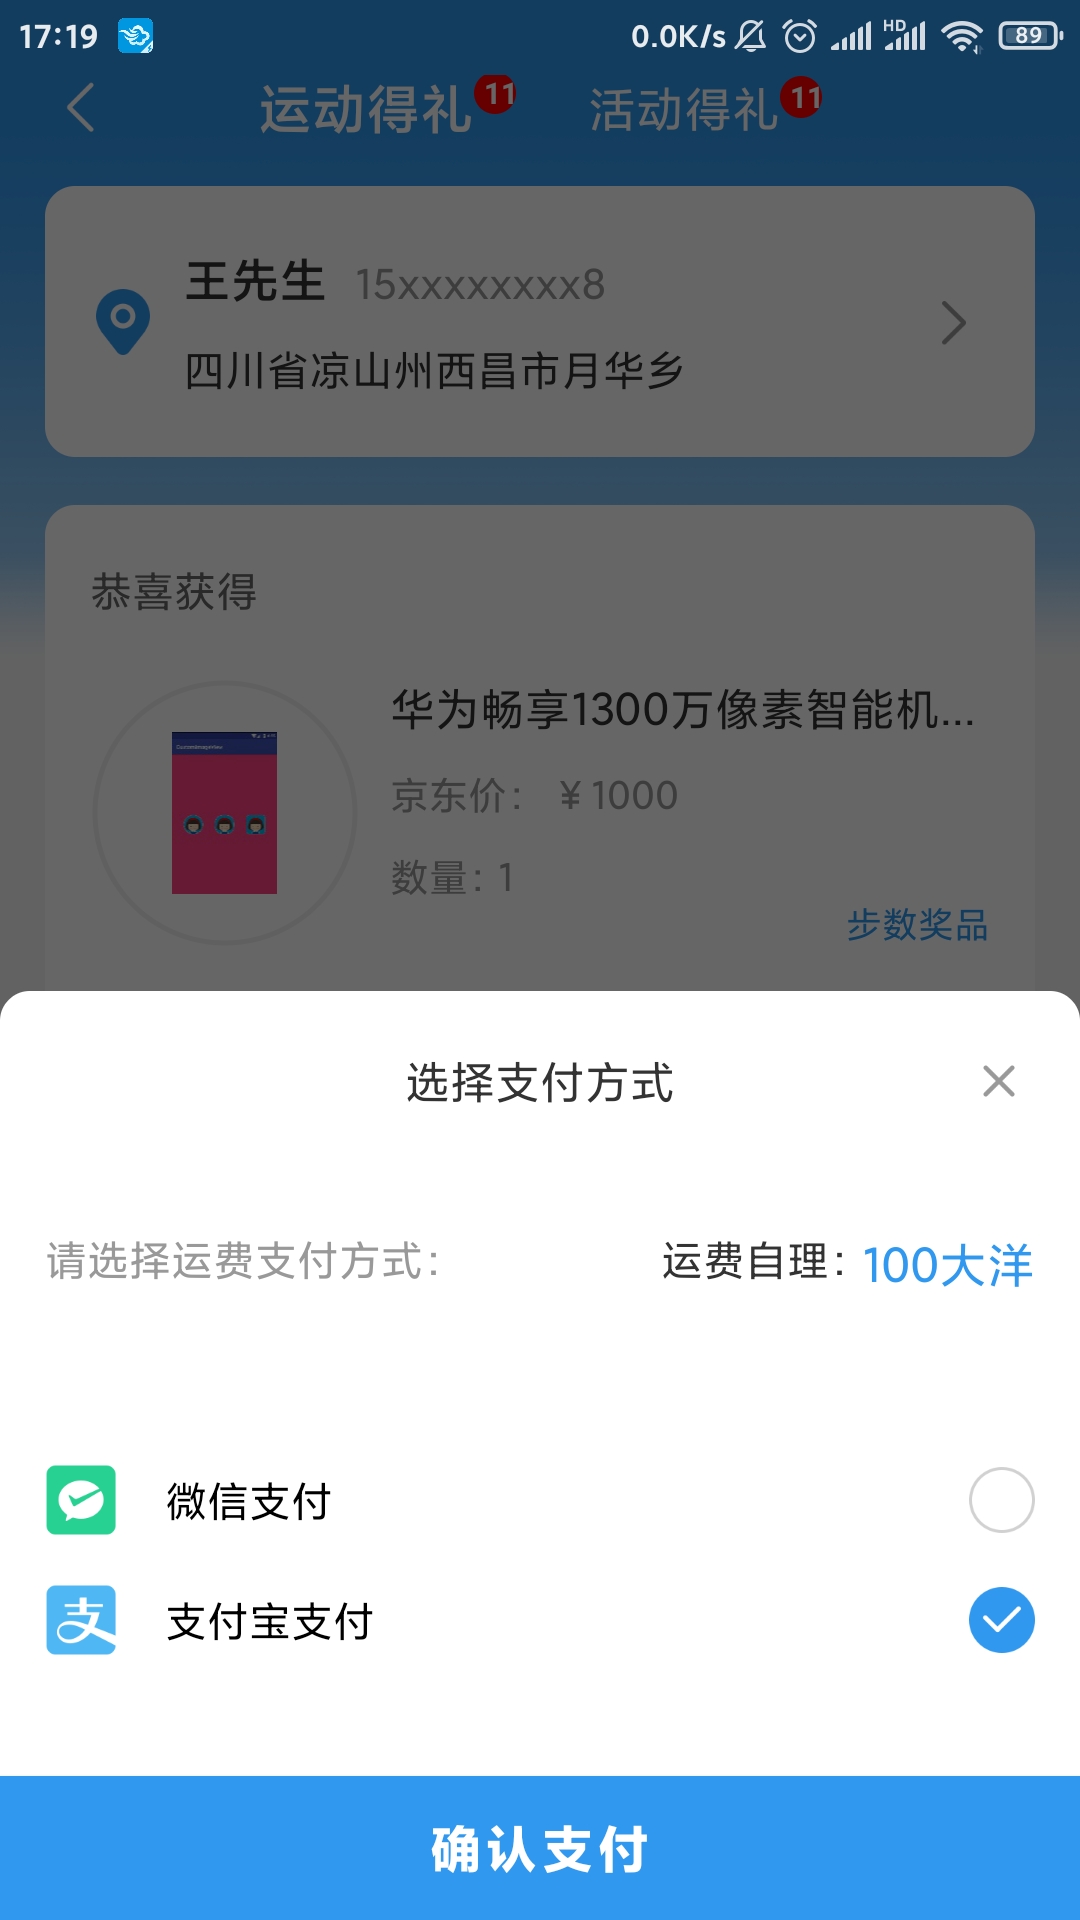 17:19 0.0K/s HD 89
运动得礼 11 活动得礼 11
王先生 15xxxxxxxx8
四川省凉山州西昌市月华乡
恭喜获得
华为畅享1300万像素智能机...
京东价： ¥ 1000
数量：1
步数奖品
选择支付方式
请选择运费支付方式： 运费自理：100大洋
微信支付
支 支付宝支付
确认支付